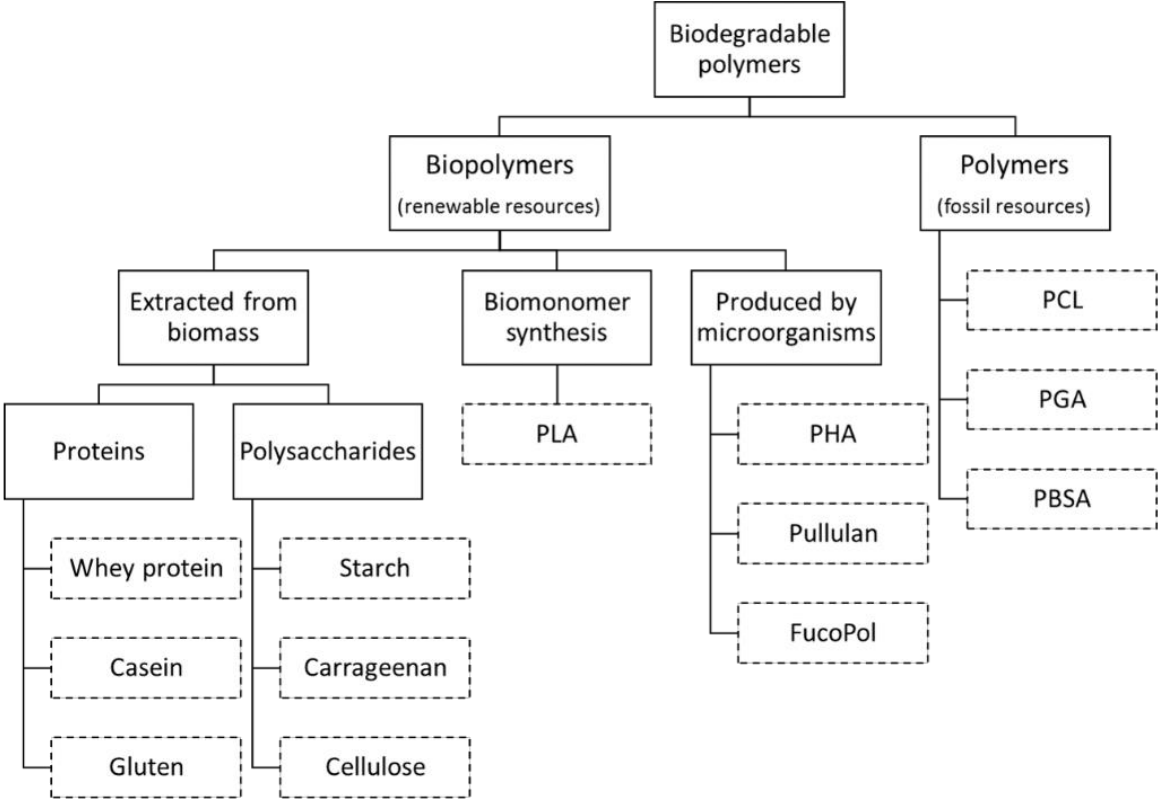 Biodegradable
polymers
Biopolymers
(renewable resources)
Polymers
(fossil resources)
Extracted from
biomass
Biomonomer
synthesis
Produced by
microorganisms
PCL
PGA
PBSA
Proteins
Polysaccharides
PLA
PHA
Pullulan
FucoPol
Whey protein
Casein
Gluten
Starch
Carrageenan
Cellulose